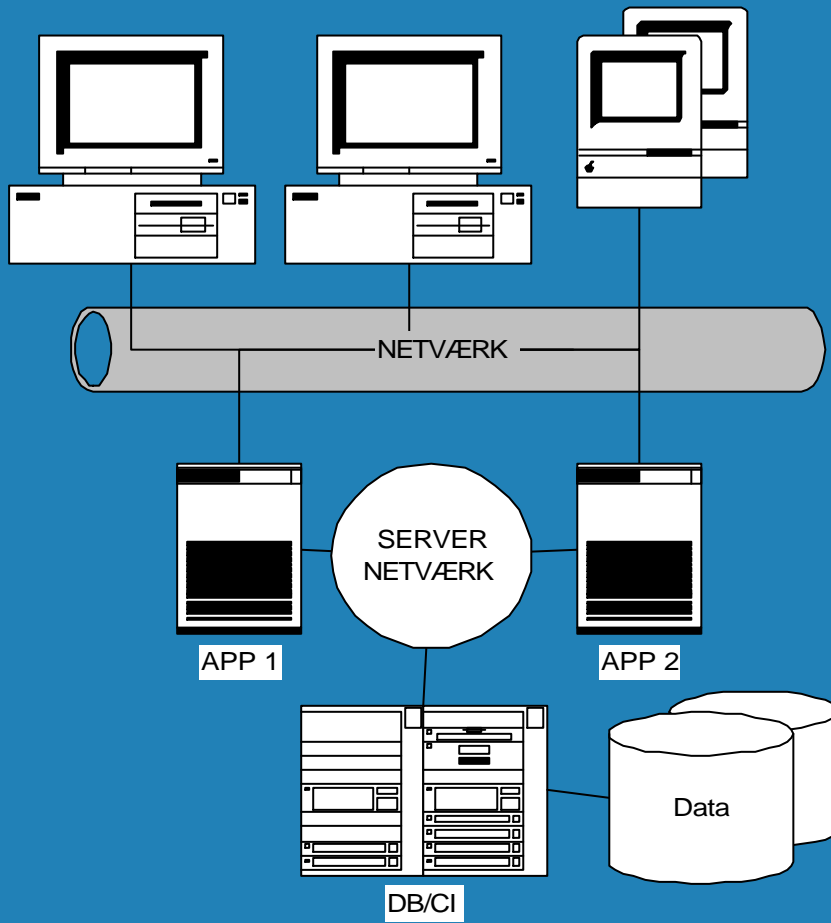 NETVÆRK
SERVER
NETVÆRK
APP 1
APP 2
Data
DB/CI